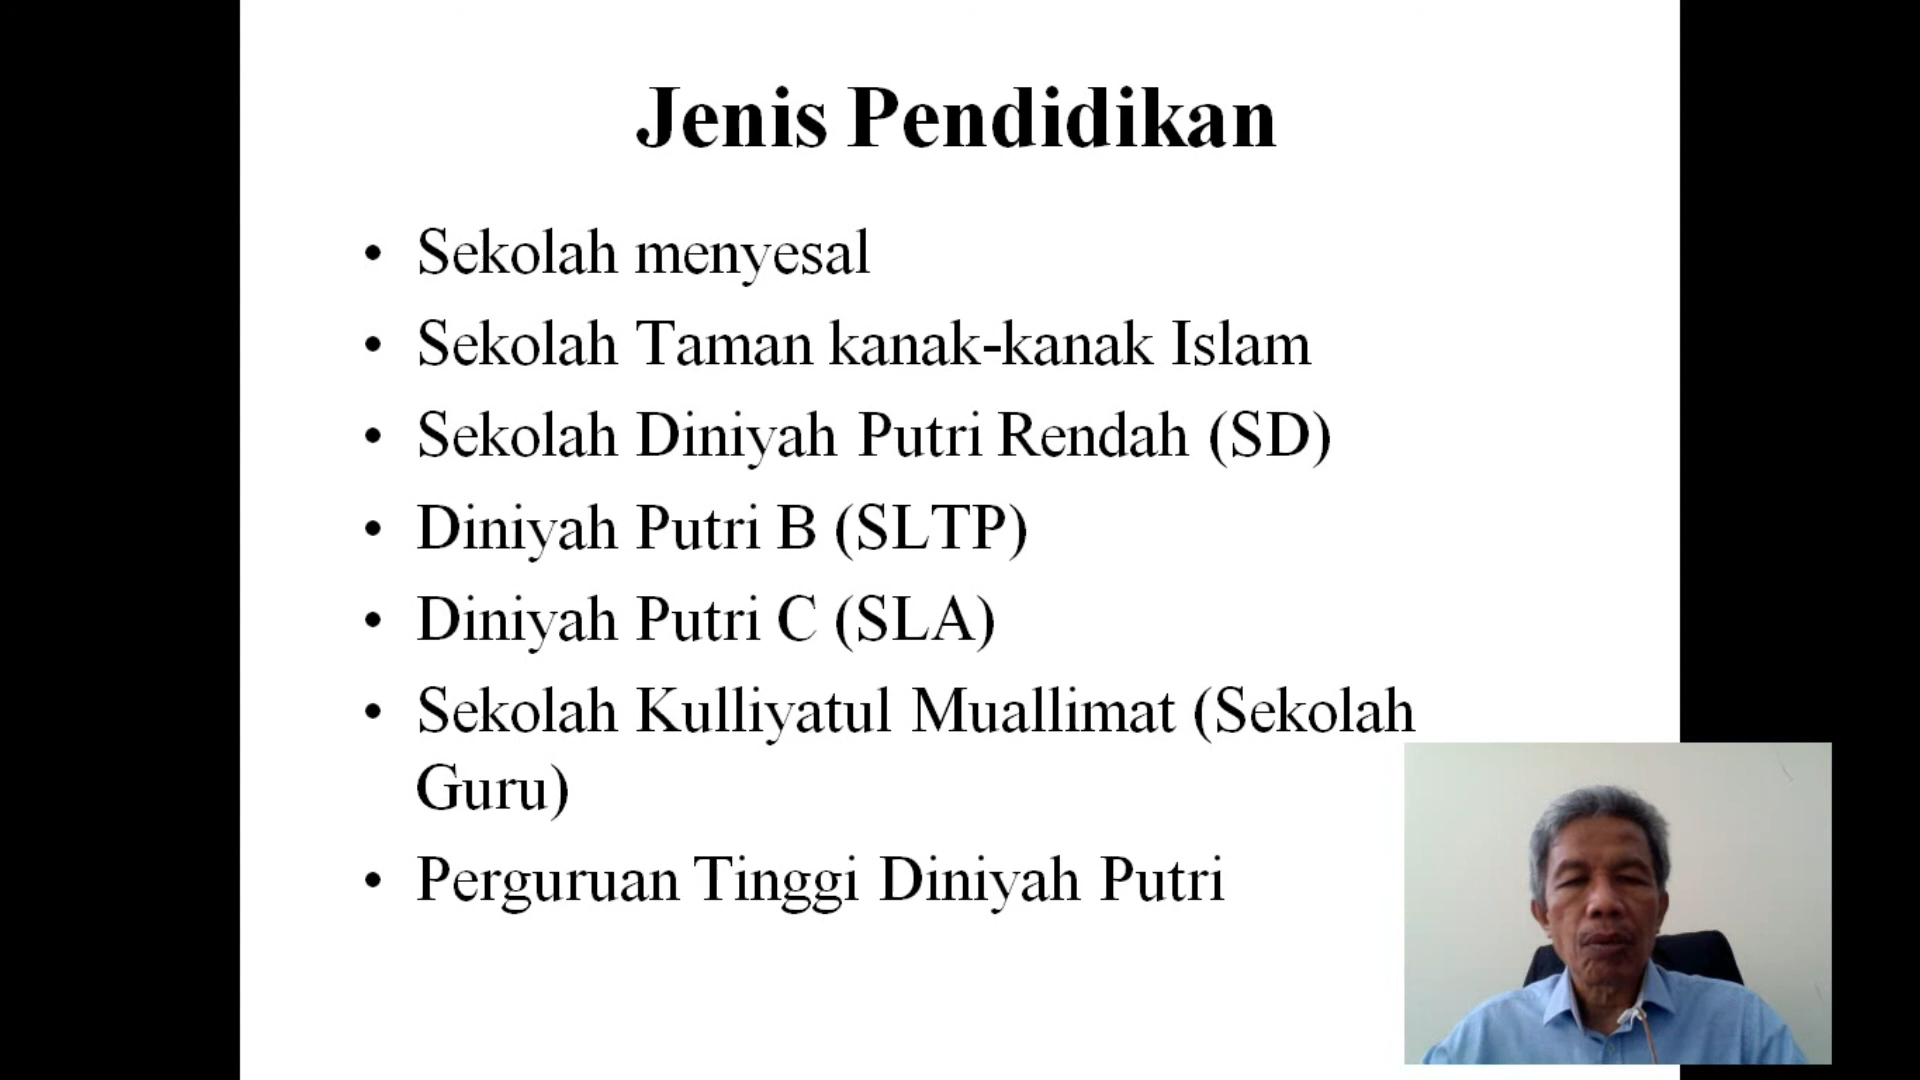 Jenis Pendidikan
• Sekolah menyesal
• Sekolah Taman kanak-kanak Islam
• Sekolah Diniyah Putri Rendah (SD)
• Diniyah Putri B (SLTP)
• Diniyah Putri C (SLA)
• Sekolah Kulliyatul Muallimat (Sekolah
Guru)
• Perguruan Tinggi Diniyah Putri